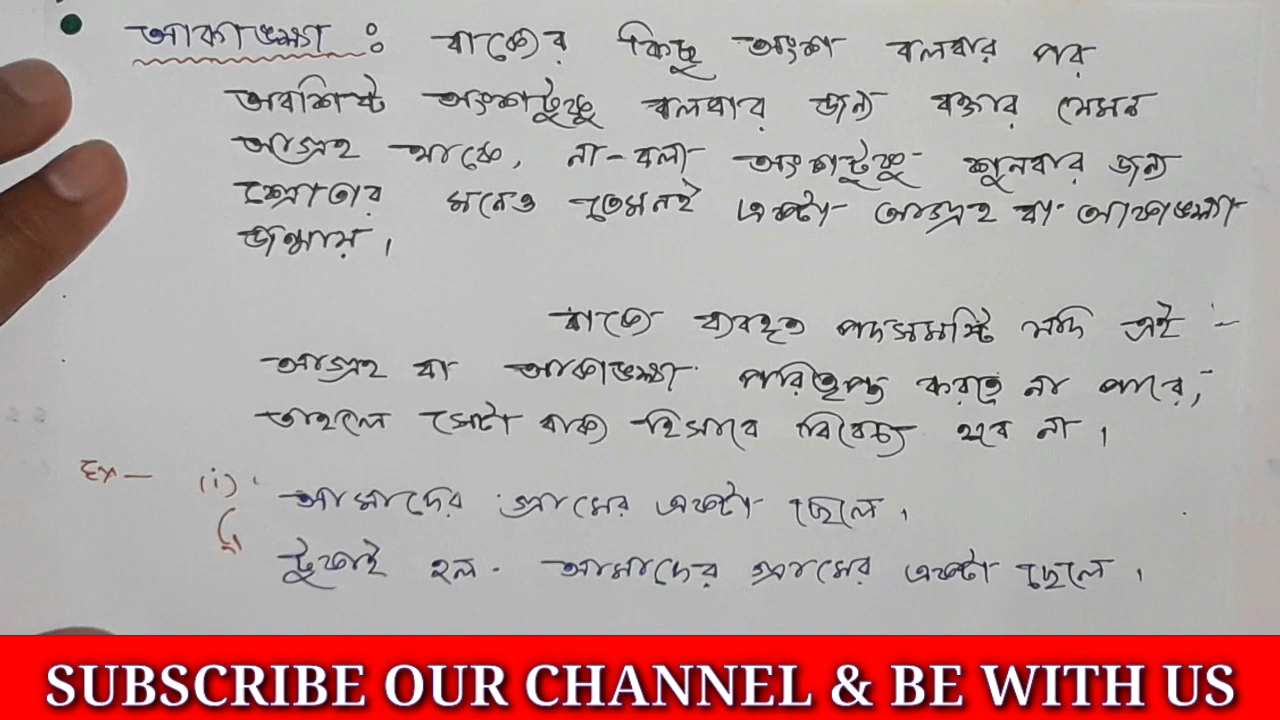 আকাঙ্ক্ষা : বাক্যের কিছু অংশ বলবার পর
অবশিষ্ট অংশটুকু বলবার জন্য বক্তার যেমন
আগ্রহ থাকে, না-বলা অংশটুকু শুনবার জন্য
শ্রোতার মনেও তেমনই একটা আগ্রহ বা আকাঙ্ক্ষা
জন্মায়।
বাক্যে ব্যবহৃত পদসমষ্টি যদি এই -
আগ্রহ বা আকাঙ্ক্ষা পরিতৃপ্ত করতে না পারে,
তাহলে সেটা বাক্য হিসাবে বিবেচ্য হবে না।
Ex— (i) আমাদের গ্রামের একটা ছেলে।
টুকাই হল আমাদের গ্রামের একটা ছেলে।
SUBSCRIBE OUR CHANNEL & BE WITH US